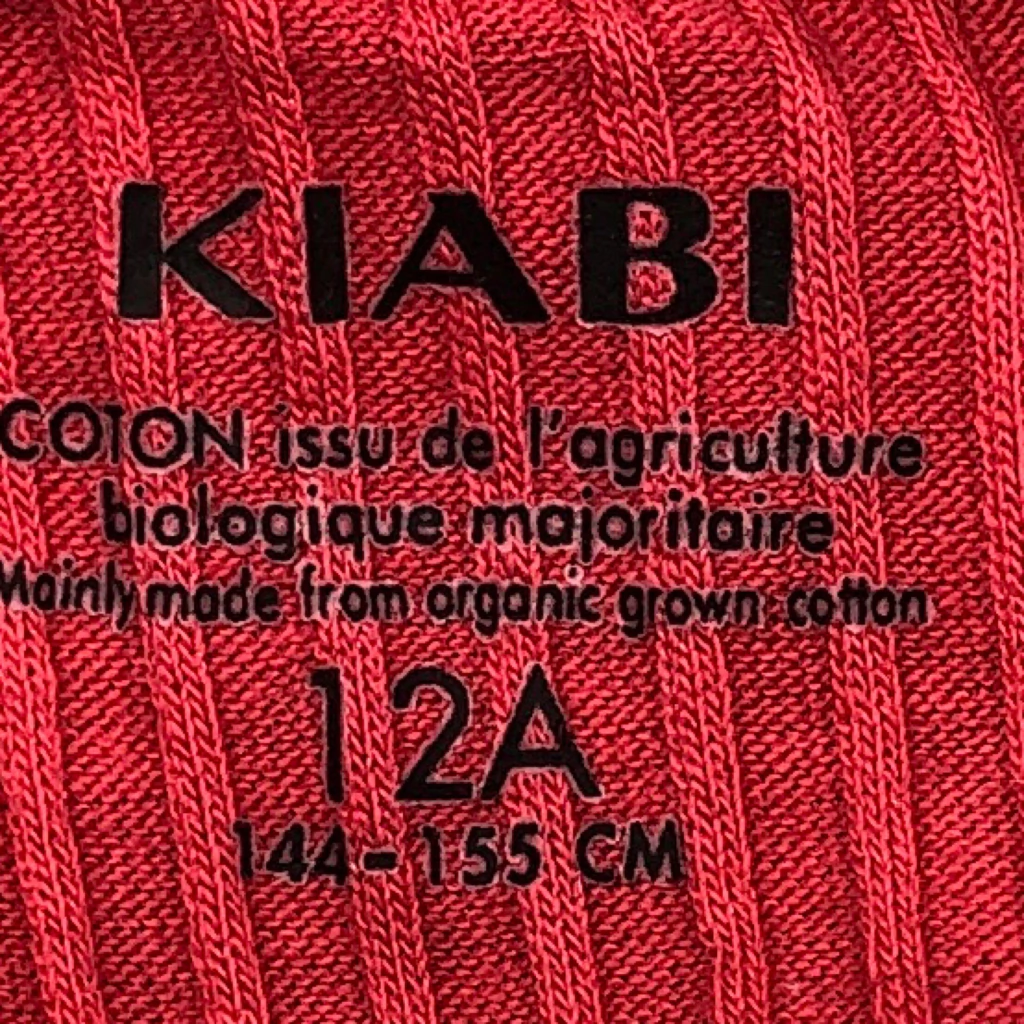 KIABI
COTON issu de l'agriculture
biologique majoritaire
Mainly made from organic grown cotton
12A
144-155 CM